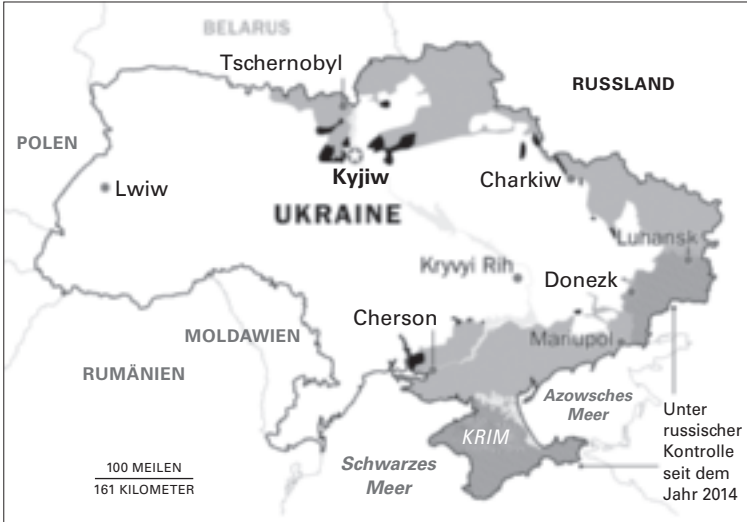 BELARUS
Tschernobyl
RUSSLAND
POLEN
Kyjiw
Charkiw
Lwiw
UKRAINE
Luhansk
Kryvyi Rih
Donezk
Cherson
MOLDAWIEN
Mariupol
RUMÄNIEN
Azowsches
Meer
Unter
russischer
Kontrolle
seit dem
Jahr 2014
KRIM
100 MEILEN
161 KILOMETER
Schwarzes
Meer